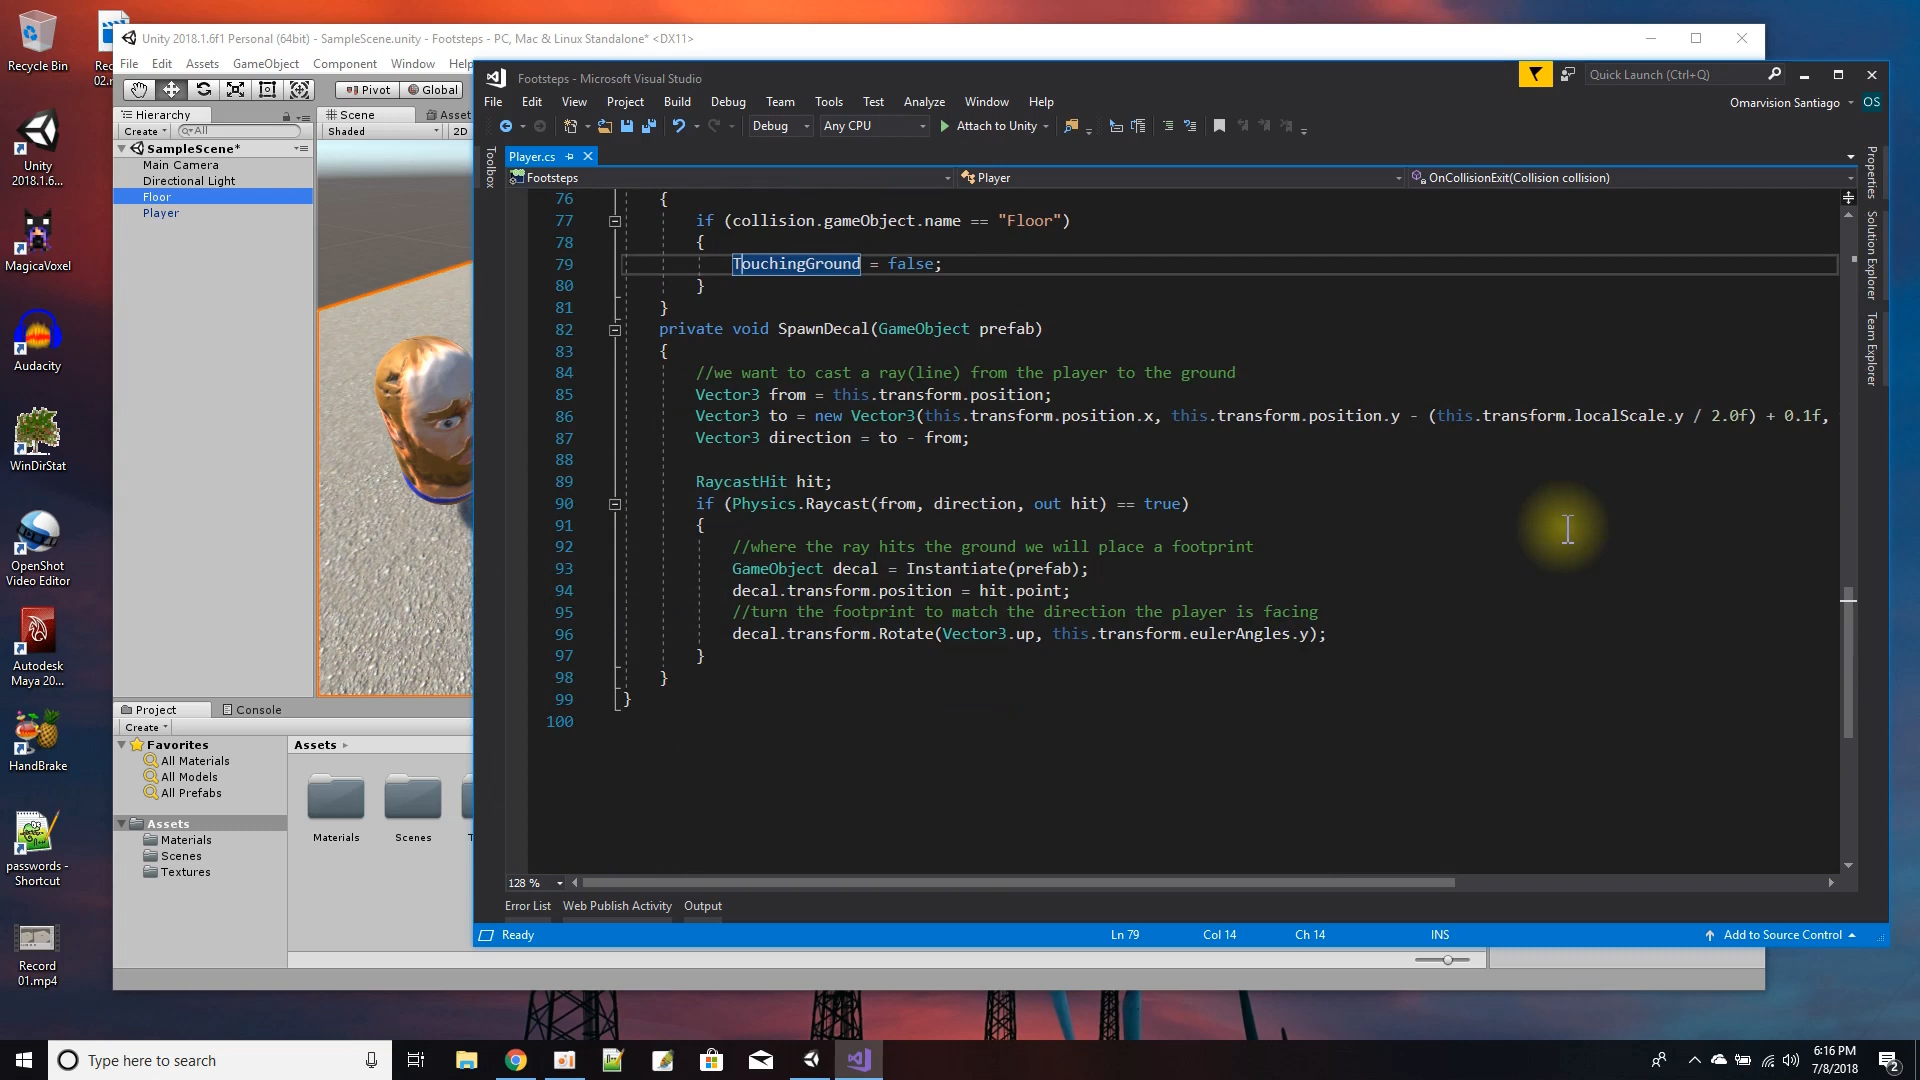 Recycle Bin
Unity 2018.1.6...
MagicaVoxel
Audacity
WinDirStat
OpenShot Video Editor
Autodesk Maya 20...
HandBrake
passwords - Shortcut
Record 01.mp4
Unity 2018.1.6f1 Personal (64bit) - SampleScene.unity - Footsteps - PC, Mac & Linux Standalone* <DX11>
File Edit Assets GameObject Component Window Help
Pivot Global
Hierarchy
Create All
SampleScene*
Main Camera
Directional Light
Floor
Player
Scene Asset
Shaded 2D
Project Console
Create
Favorites
All Materials
All Models
All Prefabs
Assets
Materials
Scenes
Textures
Assets
Materials Scenes
Footsteps - Microsoft Visual Studio
Quick Launch (Ctrl+Q)
File Edit View Project Build Debug Team Tools Test Analyze Window Help
Omarvision Santiago OS
Debug Any CPU Attach to Unity
Toolbox
Player.cs
Footsteps Player OnCollisionExit(Collision collision)
76 {
77 if (collision.gameObject.name == "Floor")
78 {
79 TouchingGround = false;
80 }
81 }
82 private void SpawnDecal(GameObject prefab)
83 {
84 //we want to cast a ray(line) from the player to the ground
85 Vector3 from = this.transform.position;
86 Vector3 to = new Vector3(this.transform.position.x, this.transform.position.y - (this.transform.localScale.y / 2.0f) + 0.1f,
87 Vector3 direction = to - from;
88
89 RaycastHit hit;
90 if (Physics.Raycast(from, direction, out hit) == true)
91 {
92 //where the ray hits the ground we will place a footprint
93 GameObject decal = Instantiate(prefab);
94 decal.transform.position = hit.point;
95 //turn the footprint to match the direction the player is facing
96 decal.transform.Rotate(Vector3.up, this.transform.eulerAngles.y);
97 }
98 }
99 }
100
Properties
Solution Explorer
Team Explorer
128 %
Error List Web Publish Activity Output
Ready Ln 79 Col 14 Ch 14 INS Add to Source Control
Type here to search
6:16 PM
7/8/2018
2